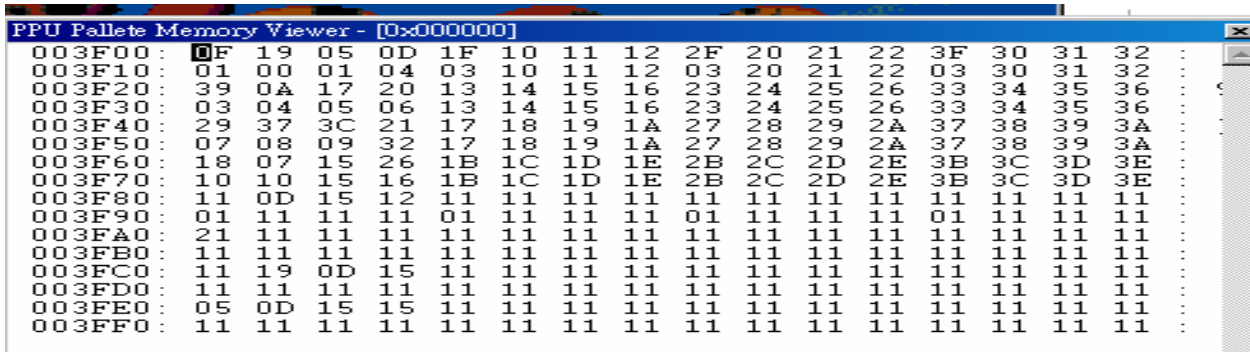 PPU Pallete Memory Viewer - [0x000000]
003F00: 0F 19 05 0D 1F 10 11 12 2F 20 21 22 3F 30 31 32 :
003F10: 01 00 01 04 03 10 11 12 03 20 21 22 03 30 31 32 :
003F20: 39 0A 17 20 13 14 15 16 23 24 25 26 33 34 35 36 :
003F30: 03 04 05 06 13 14 15 16 23 24 25 26 33 34 35 36 :
003F40: 29 37 3C 21 17 18 19 1A 27 28 29 2A 37 38 39 3A :
003F50: 07 08 09 32 17 18 19 1A 27 28 29 2A 37 38 39 3A :
003F60: 18 07 15 26 1B 1C 1D 1E 2B 2C 2D 2E 3B 3C 3D 3E :
003F70: 10 10 15 16 1B 1C 1D 1E 2B 2C 2D 2E 3B 3C 3D 3E :
003F80: 11 0D 15 12 11 11 11 11 11 11 11 11 11 11 11 11 :
003F90: 01 11 11 11 01 11 11 11 01 11 11 11 01 11 11 11 :
003FA0: 21 11 11 11 11 11 11 11 11 11 11 11 11 11 11 11 :
003FB0: 11 11 11 11 11 11 11 11 11 11 11 11 11 11 11 11 :
003FC0: 11 19 0D 15 11 11 11 11 11 11 11 11 11 11 11 11 :
003FD0: 11 11 11 11 11 11 11 11 11 11 11 11 11 11 11 11 :
003FE0: 05 0D 15 15 11 11 11 11 11 11 11 11 11 11 11 11 :
003FF0: 11 11 11 11 11 11 11 11 11 11 11 11 11 11 11 11 :